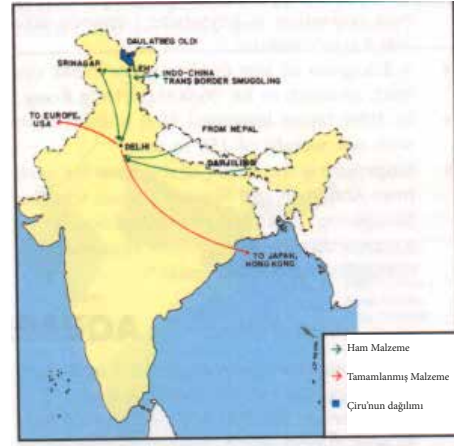 DAULATBEG OLDI
SRINAGAR
LEH
INDO-CHINA
TRANS BORDER SMUGGLING
TO EUROPE,
USA
FROM NEPAL
DELHI
DARJILING
TO JAPAN,
HONG KONG
Ham Malzeme
Tamamlanmış Malzeme
Çiru'nun dağılımı